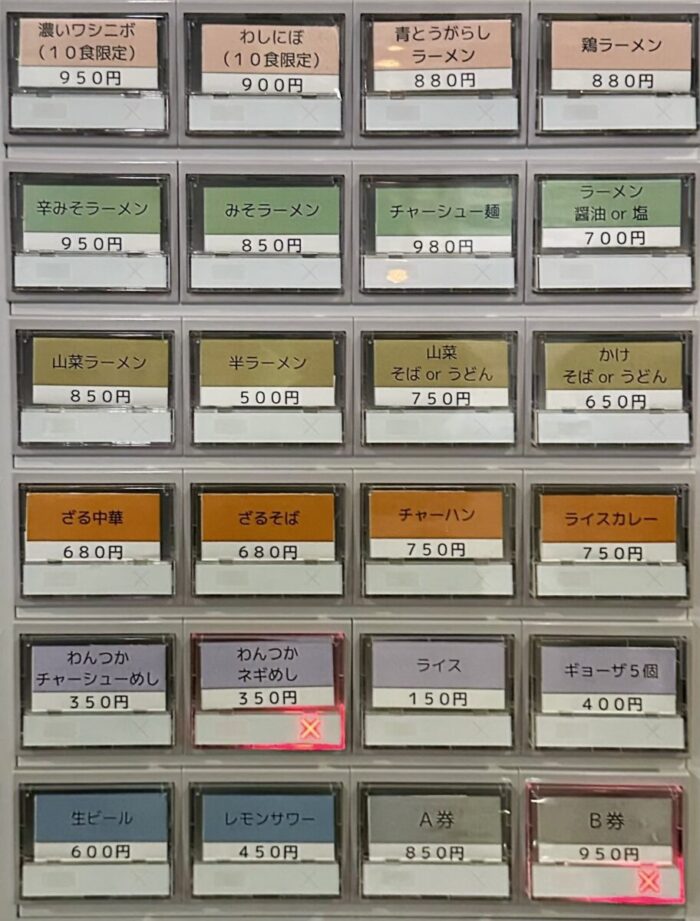 濃いワシニボ
（１０食限定）
９５０円
わしにぼ
（１０食限定）
９００円
青とうがらし
ラーメン
８８０円
鶏ラーメン
８８０円
辛みそラーメン
９５０円
みそラーメン
８５０円
チャーシュー麺
９８０円
ラーメン
醤油 or 塩
７００円
山菜ラーメン
８５０円
半ラーメン
５００円
山菜
そば or うどん
７５０円
かけ
そば or うどん
６５０円
ざる中華
６８０円
ざるそば
６８０円
チャーハン
７５０円
ライスカレー
７５０円
わんつか
チャーシューめし
３５０円
わんつか
ネギめし
３５０円
ライス
１５０円
ギョーザ５個
４００円
生ビール
６００円
レモンサワー
４５０円
Ａ券
８５０円
Ｂ券
９５０円